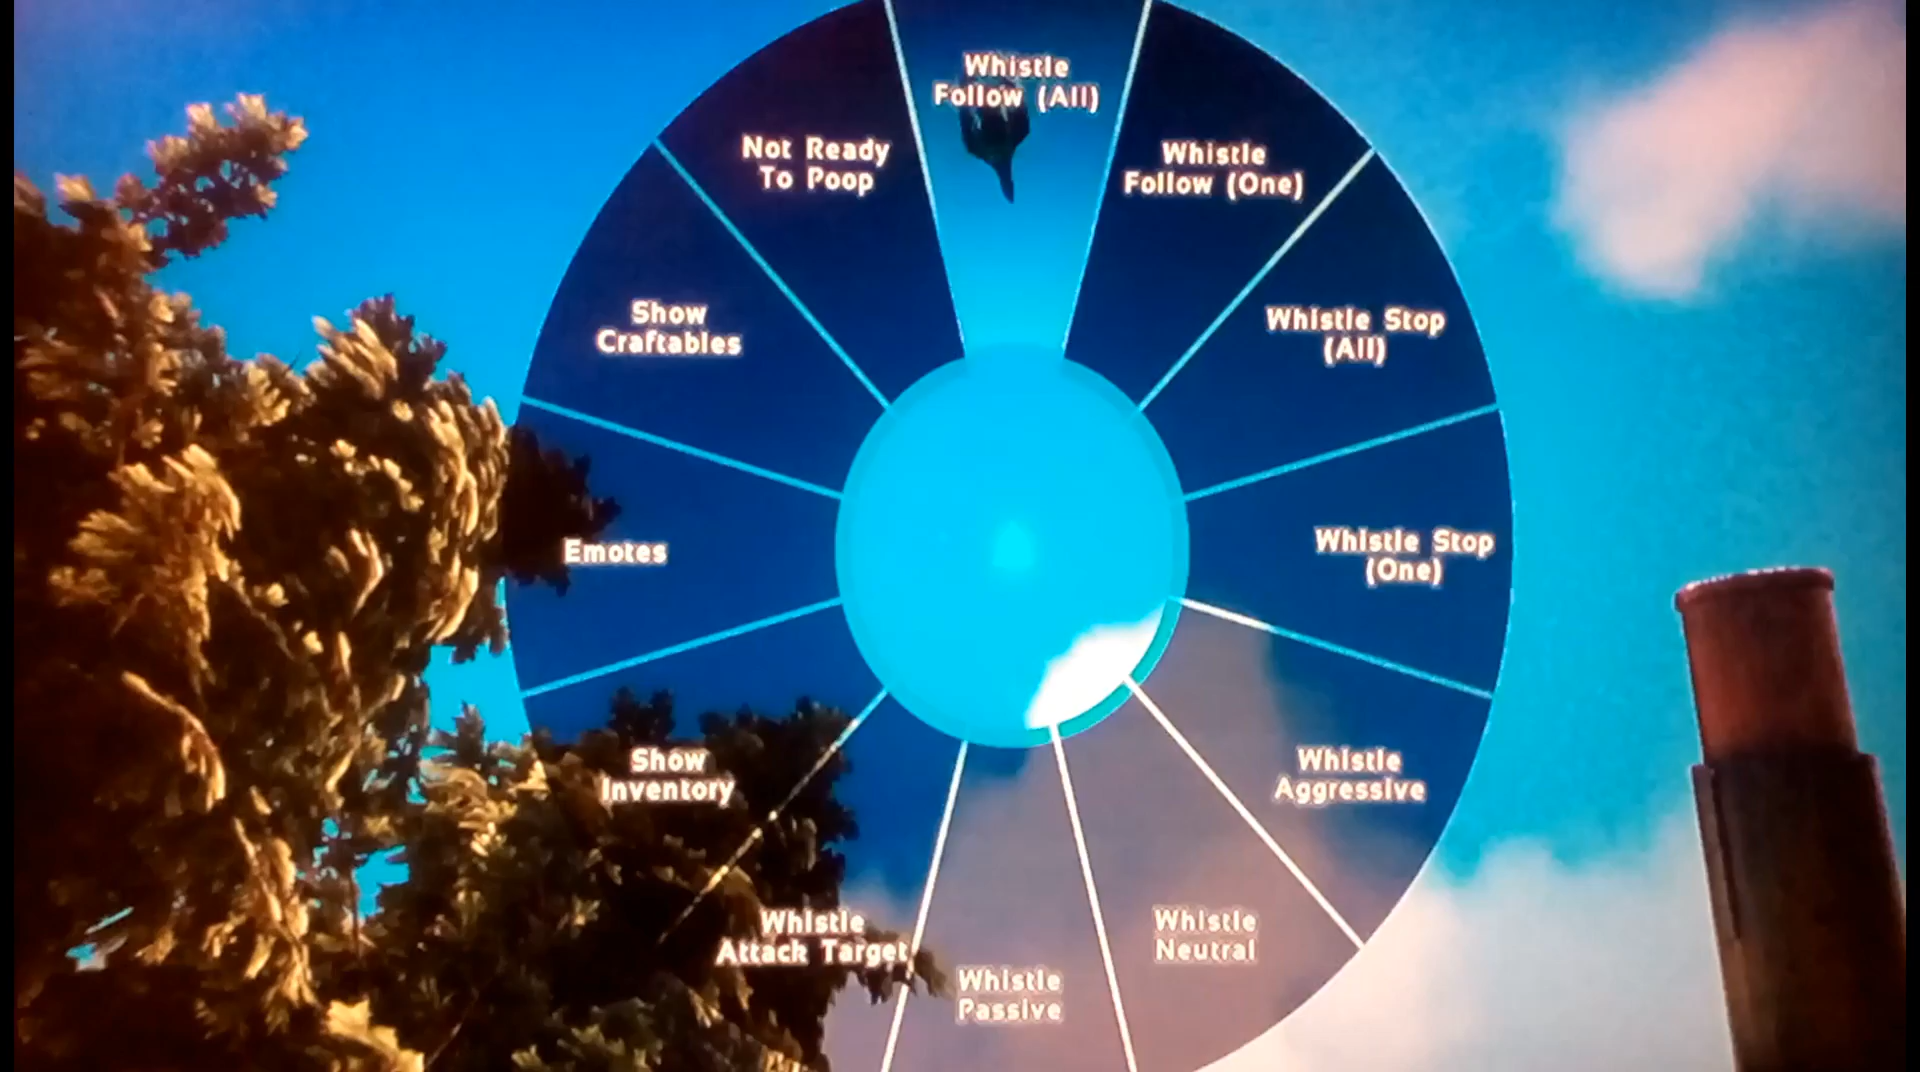 Whistle
Follow (All)
Whistle
Follow (One)
Whistle Stop
(All)
Whistle Stop
(One)
Whistle
Aggressive
Whistle
Neutral
Whistle
Passive
Whistle
Attack Target
Show
Inventory
Emotes
Show
Craftables
Not Ready
To Poop